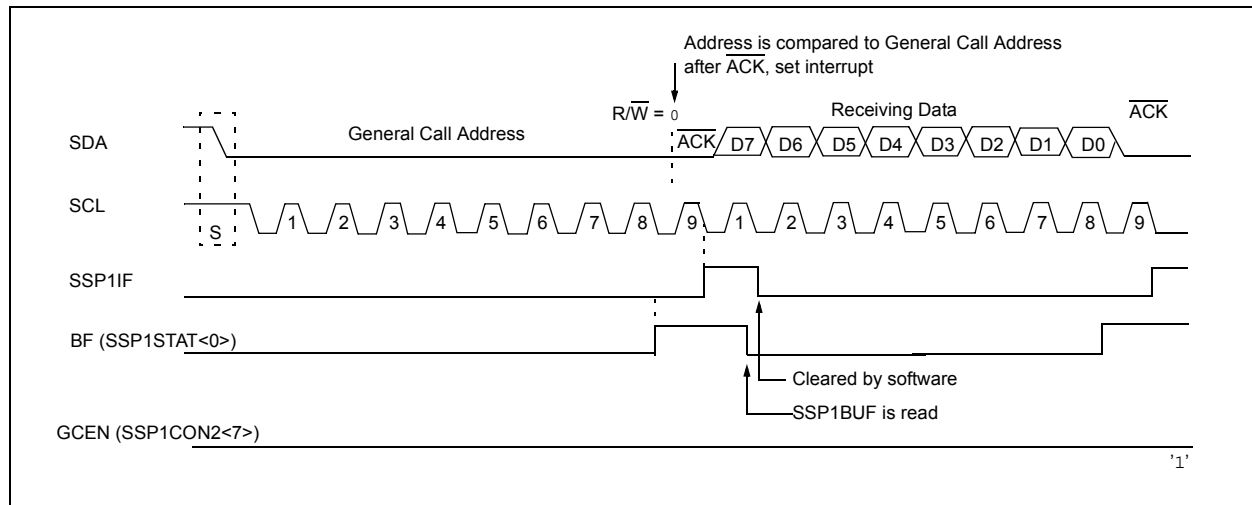 Address is compared to General Call Address
after ACK, set interrupt
R/W = 0
Receiving Data
ACK
SDA
General Call Address
ACK D7 D6 D5 D4 D3 D2 D1 D0
SCL
S
1 2 3 4 5 6 7 8 9 1 2 3 4 5 6 7 8 9
SSP1IF
BF (SSP1STAT<0>)
Cleared by software
SSP1BUF is read
GCEN (SSP1CON2<7>)
'1'